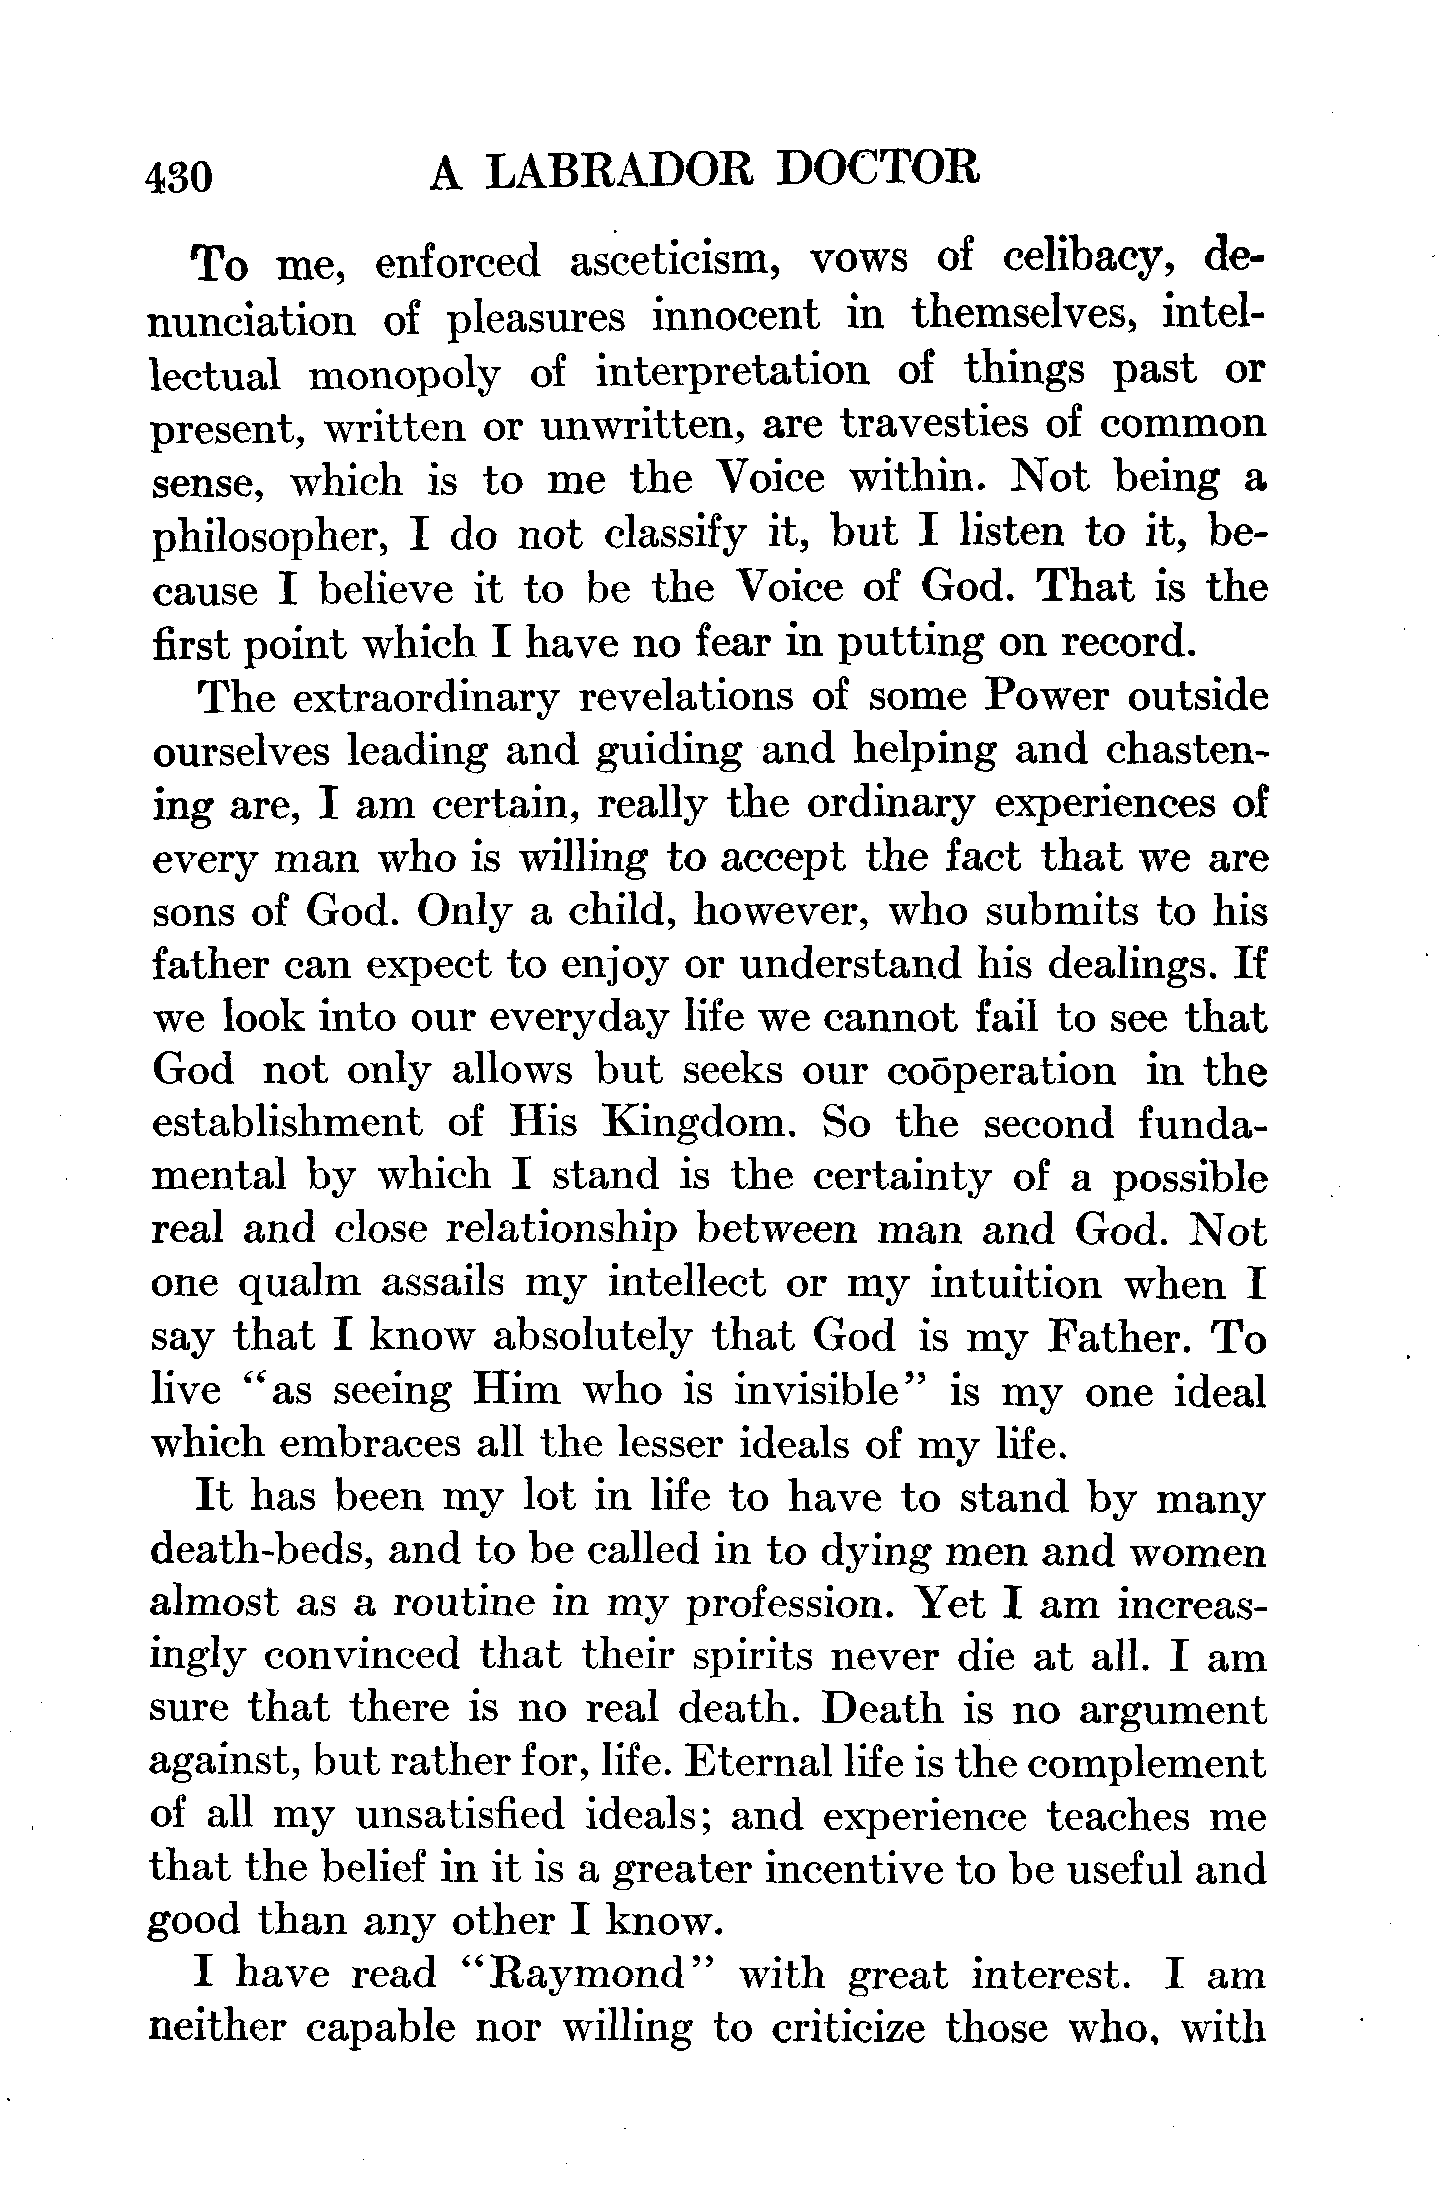 430 A LABRADOR DOCTOR
To me, enforced asceticism, vows of celibacy, de-
nunciation of pleasures innocent in themselves, intel-
lectual monopoly of interpretation of things past or
present, written or unwritten, are travesties of common
sense, which is to me the Voice within. Not being a
philosopher, I do not classify it, but I listen to it, be-
cause I believe it to be the Voice of God. That is the
first point which I have no fear in putting on record.
The extraordinary revelations of some Power outside
ourselves leading and guiding and helping and chasten-
ing are, I am certain, really the ordinary experiences of
every man who is willing to accept the fact that we are
sons of God. Only a child, however, who submits to his
father can expect to enjoy or understand his dealings. If
we look into our everyday life we cannot fail to see that
God not only allows but seeks our coöperation in the
establishment of His Kingdom. So the second funda-
mental by which I stand is the certainty of a possible
real and close relationship between man and God. Not
one qualm assails my intellect or my intuition when I
say that I know absolutely that God is my Father. To
live “as seeing Him who is invisible” is my one ideal
which embraces all the lesser ideals of my life.
It has been my lot in life to have to stand by many
death-beds, and to be called in to dying men and women
almost as a routine in my profession. Yet I am increas-
ingly convinced that their spirits never die at all. I am
sure that there is no real death. Death is no argument
against, but rather for, life. Eternal life is the complement
of all my unsatisfied ideals; and experience teaches me
that the belief in it is a greater incentive to be useful and
good than any other I know.
I have read “Raymond” with great interest. I am
neither capable nor willing to criticize those who, with